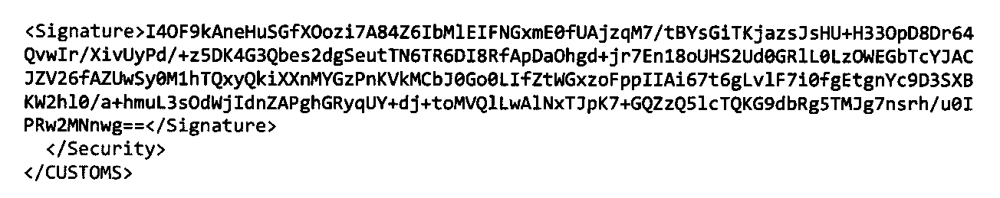 <Signature>I4OF9kAneHuSGfXOozi7A84Z6IbMlEIFNGxmE0fUAjzqM7/tBYsGiTKjazsJsHU+H33OpD8Dr64
QvwIr/XivUyPd/+z5DK4G3Qbes2dgSeutTN6TR6DI8RfApDaOhgd+jr7En18oUHS2Ud0GRlL0LzOWEGbTcYJAC
JZV26fAZUwSy0M1hTQxyQkiXXnMYGzPnKVkMCbJ0Go0LIfZtWGxzoFppIIAi67t6gLvlF7i0fgEtgnYc9D3SXB
KW2hl0/a+hmuL3sOdWjIdnZAPghGRyqUY+dj+toMVQlLwAlNxTJpK7+GQZzQ5lcTQKG9dbRg5TMJg7nsrh/u0I
PRw2MNnwg==</Signature>
  </Security>
</CUSTOMS>